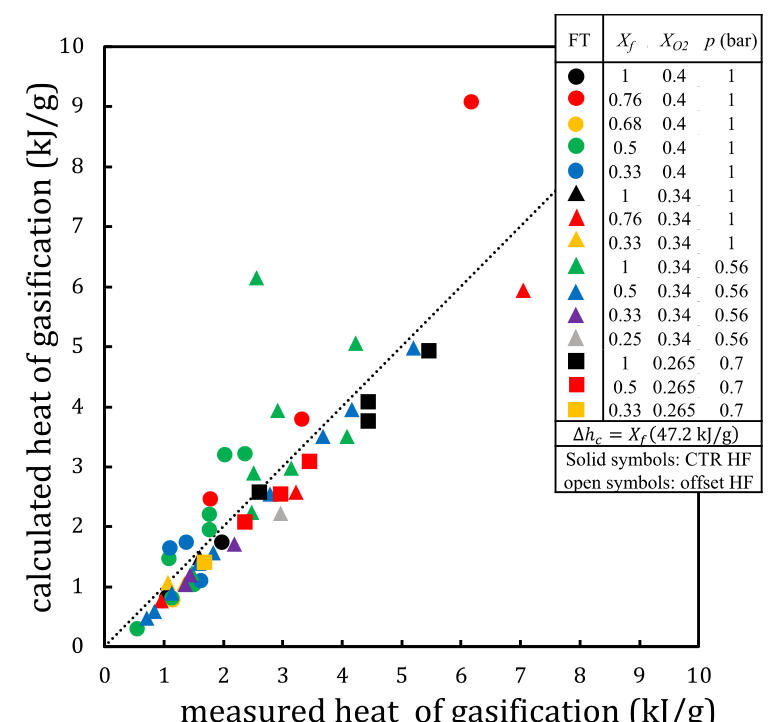 FT X_f X_O2 p (bar)
1 0.4 1
0.76 0.4 1
0.68 0.4 1
0.5 0.4 1
0.33 0.4 1
1 0.34 1
0.76 0.34 1
0.33 0.34 1
1 0.34 0.56
0.5 0.34 0.56
0.33 0.34 0.56
0.25 0.34 0.56
1 0.265 0.7
0.5 0.265 0.7
0.33 0.265 0.7
Δh_c = X_f(47.2 kJ/g)
Solid symbols: CTR HF
open symbols: offset HF
calculated heat of gasification (kJ/g)
10
9
8
7
6
5
4
3
2
1
0
0 1 2 3 4 5 6 7 8 9 10
measured heat of gasification (kJ/g)